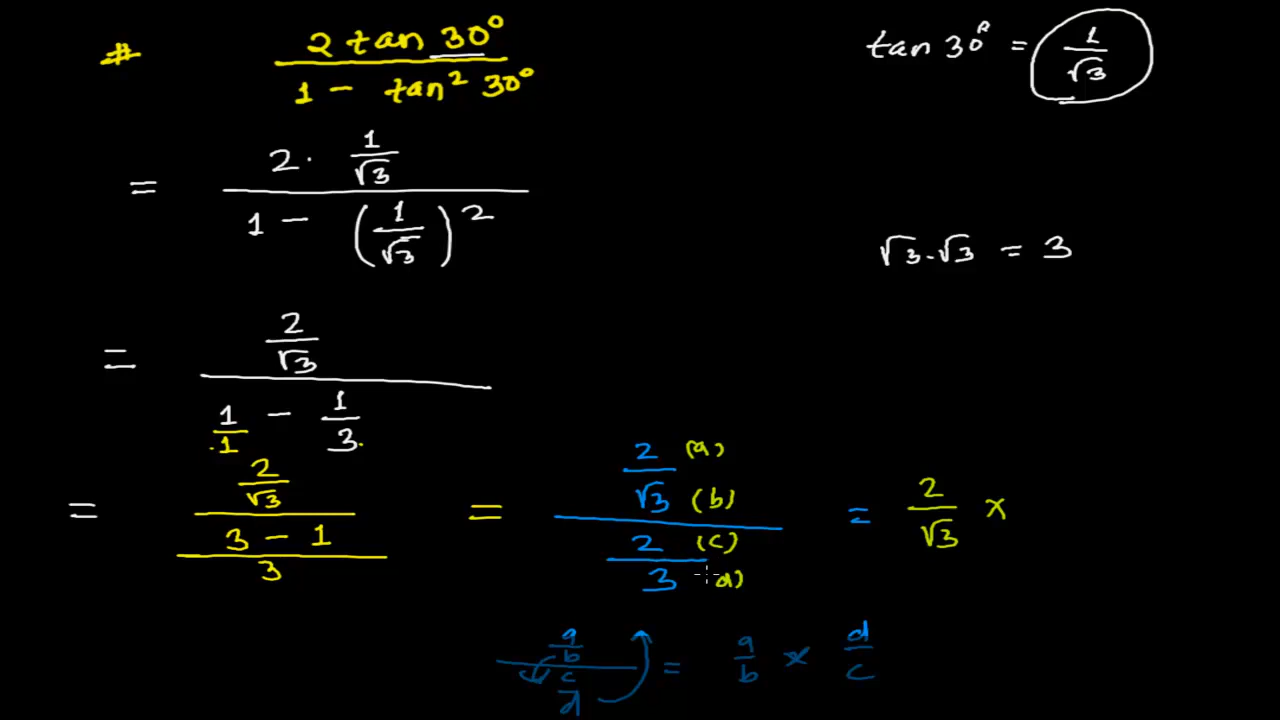 # 2 tan 30° / 1 - tan² 30°
tan 30° = 1/√3
= 2 · 1/√3 / 1 - (1/√3)²
√3 · √3 = 3
= 2/√3 / 1/1 - 1/3
= 2/√3 / 3 - 1 / 3 = 2 (a) / √3 (b) / 2 (c) / 3 d) = 2/√3 ×
a/b / c/d = a/b × d/c